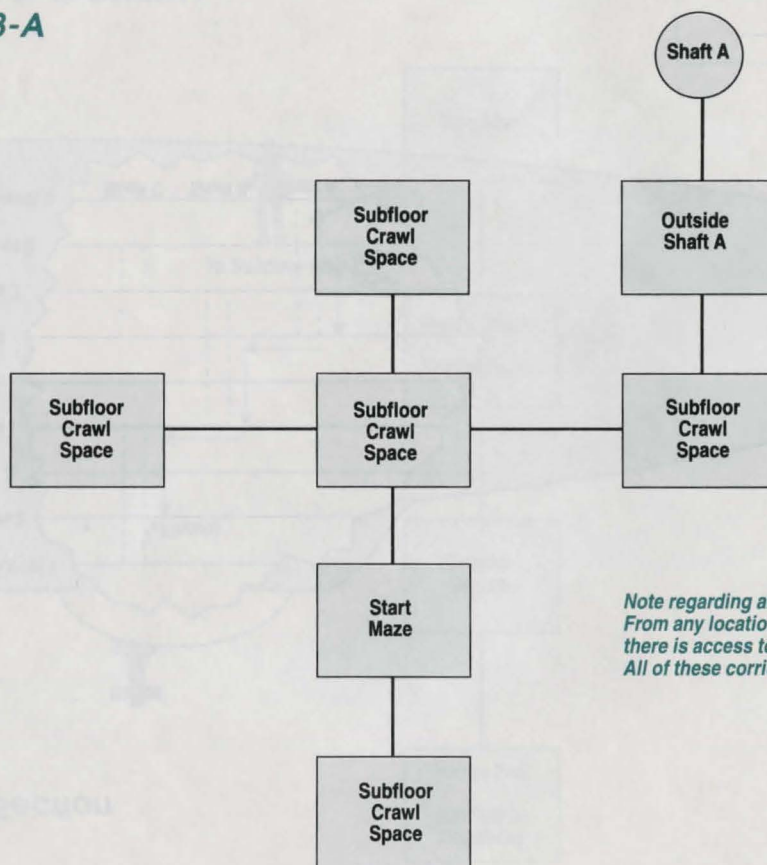 3-A
Shaft A
Subfloor
Crawl
Space
Outside
Shaft A
Subfloor
Crawl
Space
Subfloor
Crawl
Space
Subfloor
Crawl
Space
Start
Maze
Note regarding a
From any locatio
there is access to
All of these corri
Subfloor
Crawl
Space